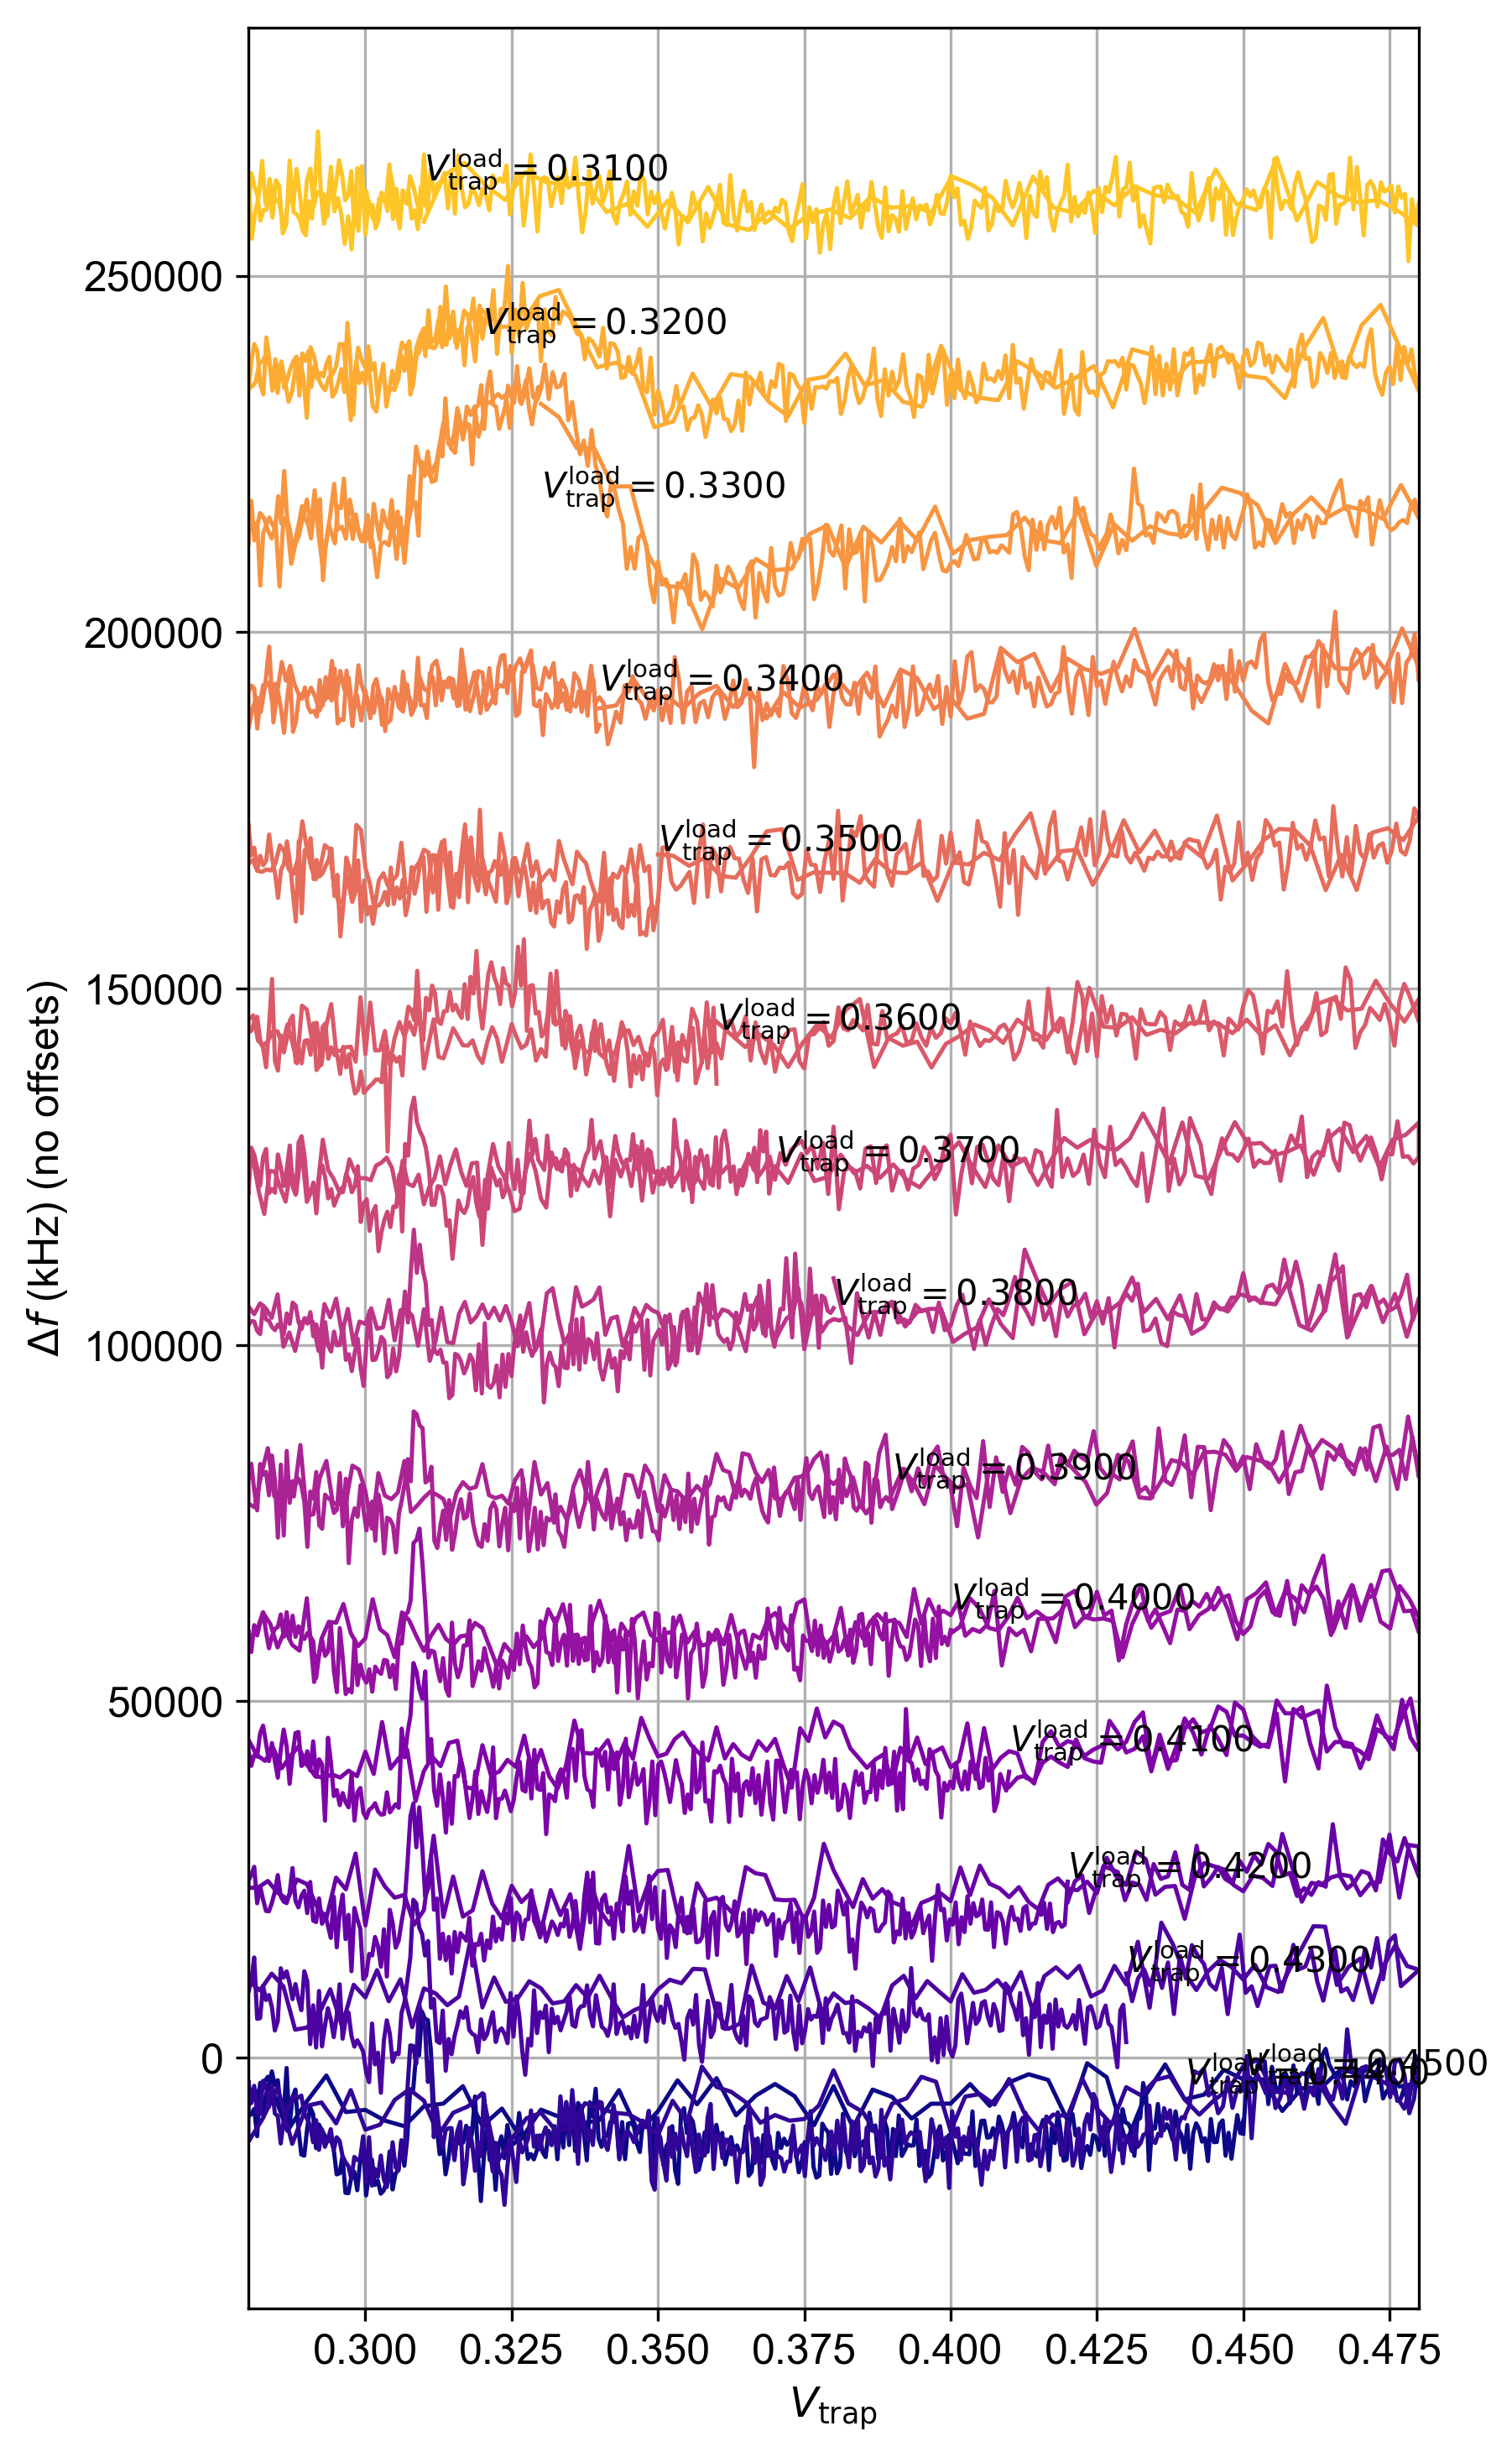 V_trap^load = 0.3100
250000
V_trap^load = 0.3200
V_trap^load = 0.3300
200000
V_trap^load = 0.3400
V_trap^load = 0.3500
150000
V_trap^load = 0.3600
V_trap^load = 0.3700
V_trap^load = 0.3800
100000
V_trap^load = 0.3900
V_trap^load = 0.4000
50000
V_trap^load = 0.4100
V_trap^load = 0.4200
V_trap^load = 0.4300
0
V_trap^load = 0.4400
V_trap^load = 0.4500
Δf (kHz) (no offsets)
0.300 0.325 0.350 0.375 0.400 0.425 0.450 0.475
V_trap